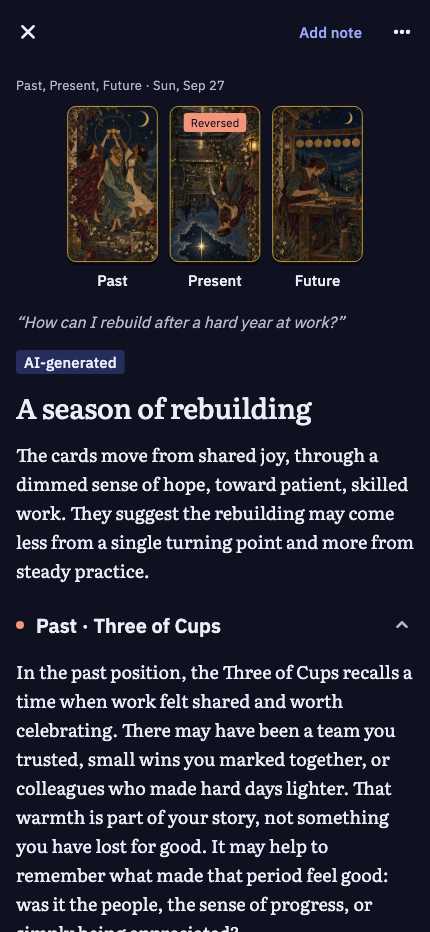 Add note
Past, Present, Future · Sun, Sep 27
Reversed
Past
Present
Future
“How can I rebuild after a hard year at work?”
AI-generated
A season of rebuilding
The cards move from shared joy, through a
dimmed sense of hope, toward patient, skilled
work. They suggest the rebuilding may come
less from a single turning point and more from
steady practice.
Past · Three of Cups
In the past position, the Three of Cups recalls a
time when work felt shared and worth
celebrating. There may have been a team you
trusted, small wins you marked together, or
colleagues who made hard days lighter. That
warmth is part of your story, not something
you have lost for good. It may help to
remember what made that period feel good:
was it the people, the sense of progress, or
simply being appreciated?